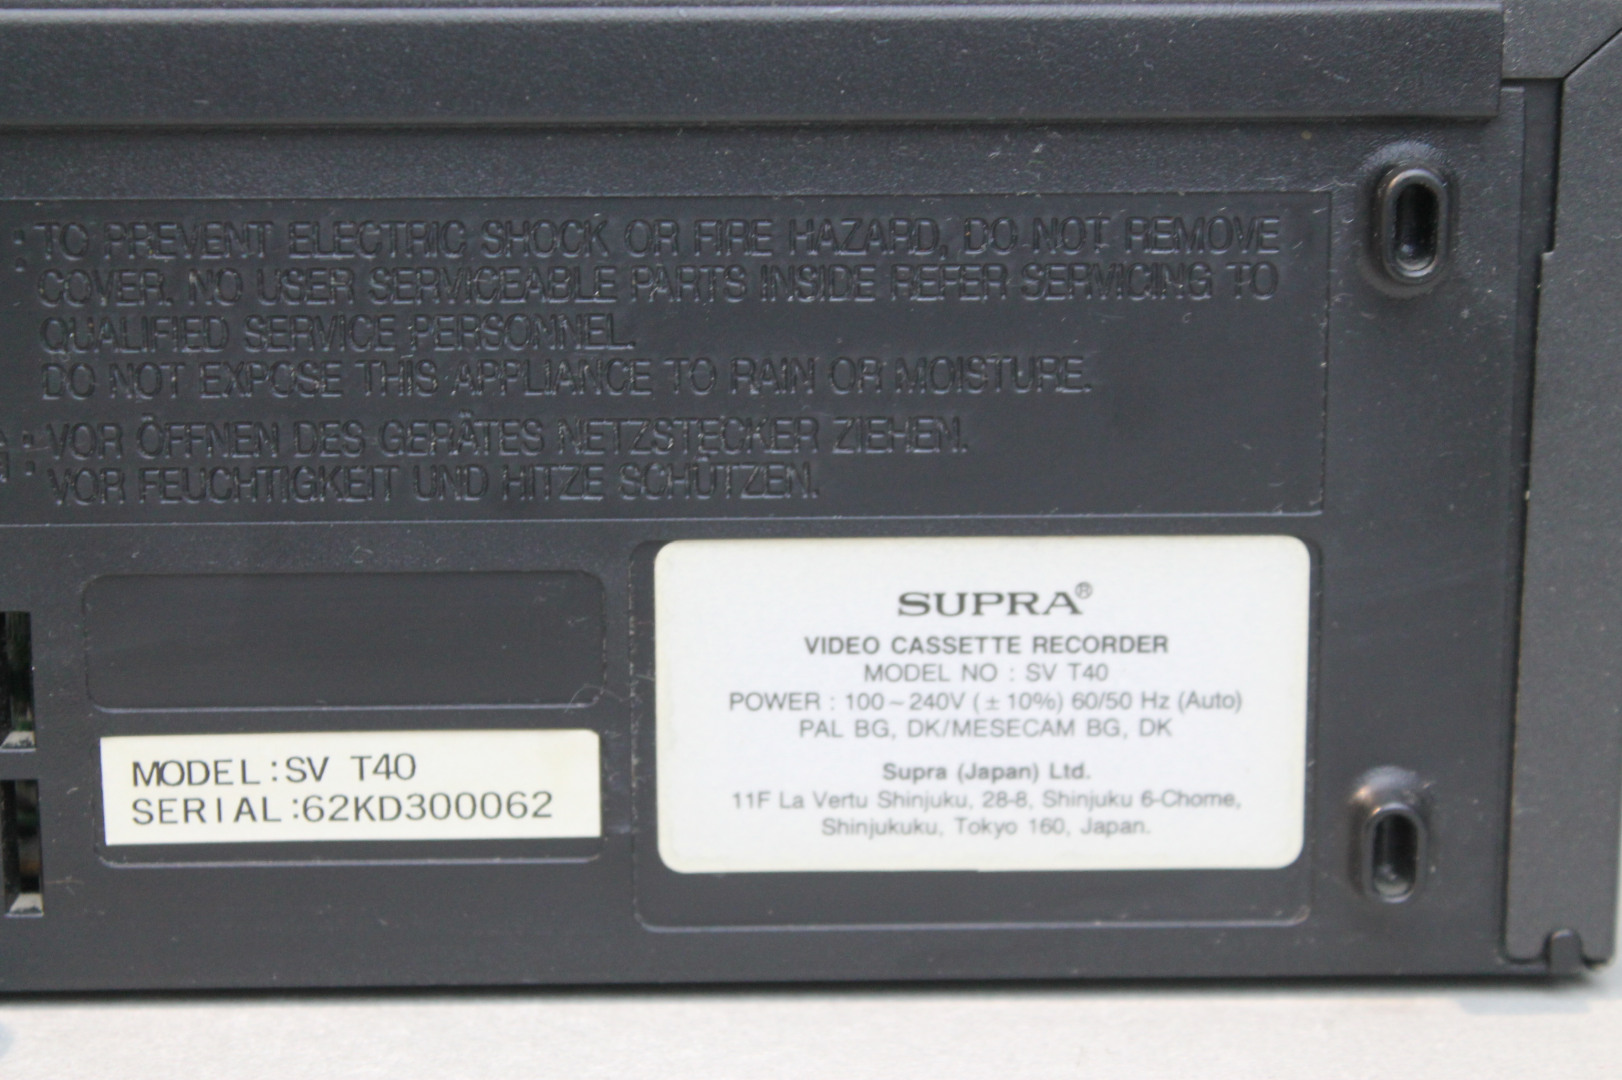 : TO PREVENT ELECTRIC SHOCK OR FIRE HAZARD, DO NOT REMOVE
COVER. NO USER SERVICEABLE PARTS INSIDE REFER SERVICING TO
QUALIFIED SERVICE PERSONNEL.
DO NOT EXPOSE THIS APPLIANCE TO RAIN OR MOISTURE.
: VOR ÖFFNEN DES GERÄTES NETZSTECKER ZIEHEN.
VOR FEUCHTIGKEIT UND HITZE SCHÜTZEN.
MODEL:SV T40
SERIAL:62KD300062
SUPRA®
VIDEO CASSETTE RECORDER
MODEL NO : SV T40
POWER : 100~240V (±10%) 60/50 Hz (Auto)
PAL BG, DK/MESECAM BG, DK
Supra (Japan) Ltd.
11F La Vertu Shinjuku, 28-8, Shinjuku 6-Chome,
Shinjukuku, Tokyo 160, Japan.